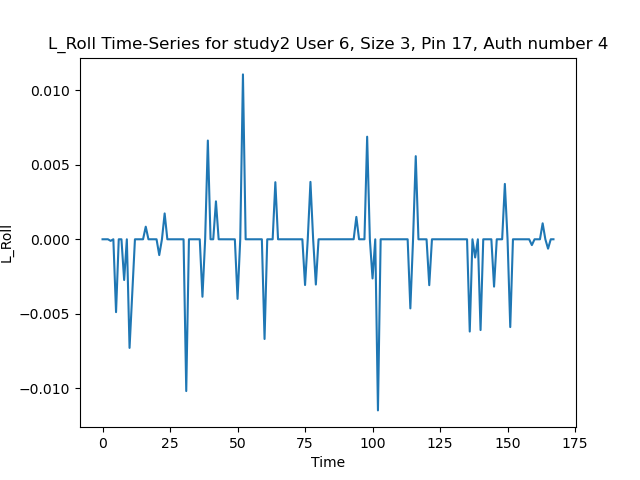 L_Roll Time-Series for study2 User 6, Size 3, Pin 17, Auth number 4
0.010
0.005
0.000
−0.005
−0.010
L_Roll
0 25 50 75 100 125 150 175
Time